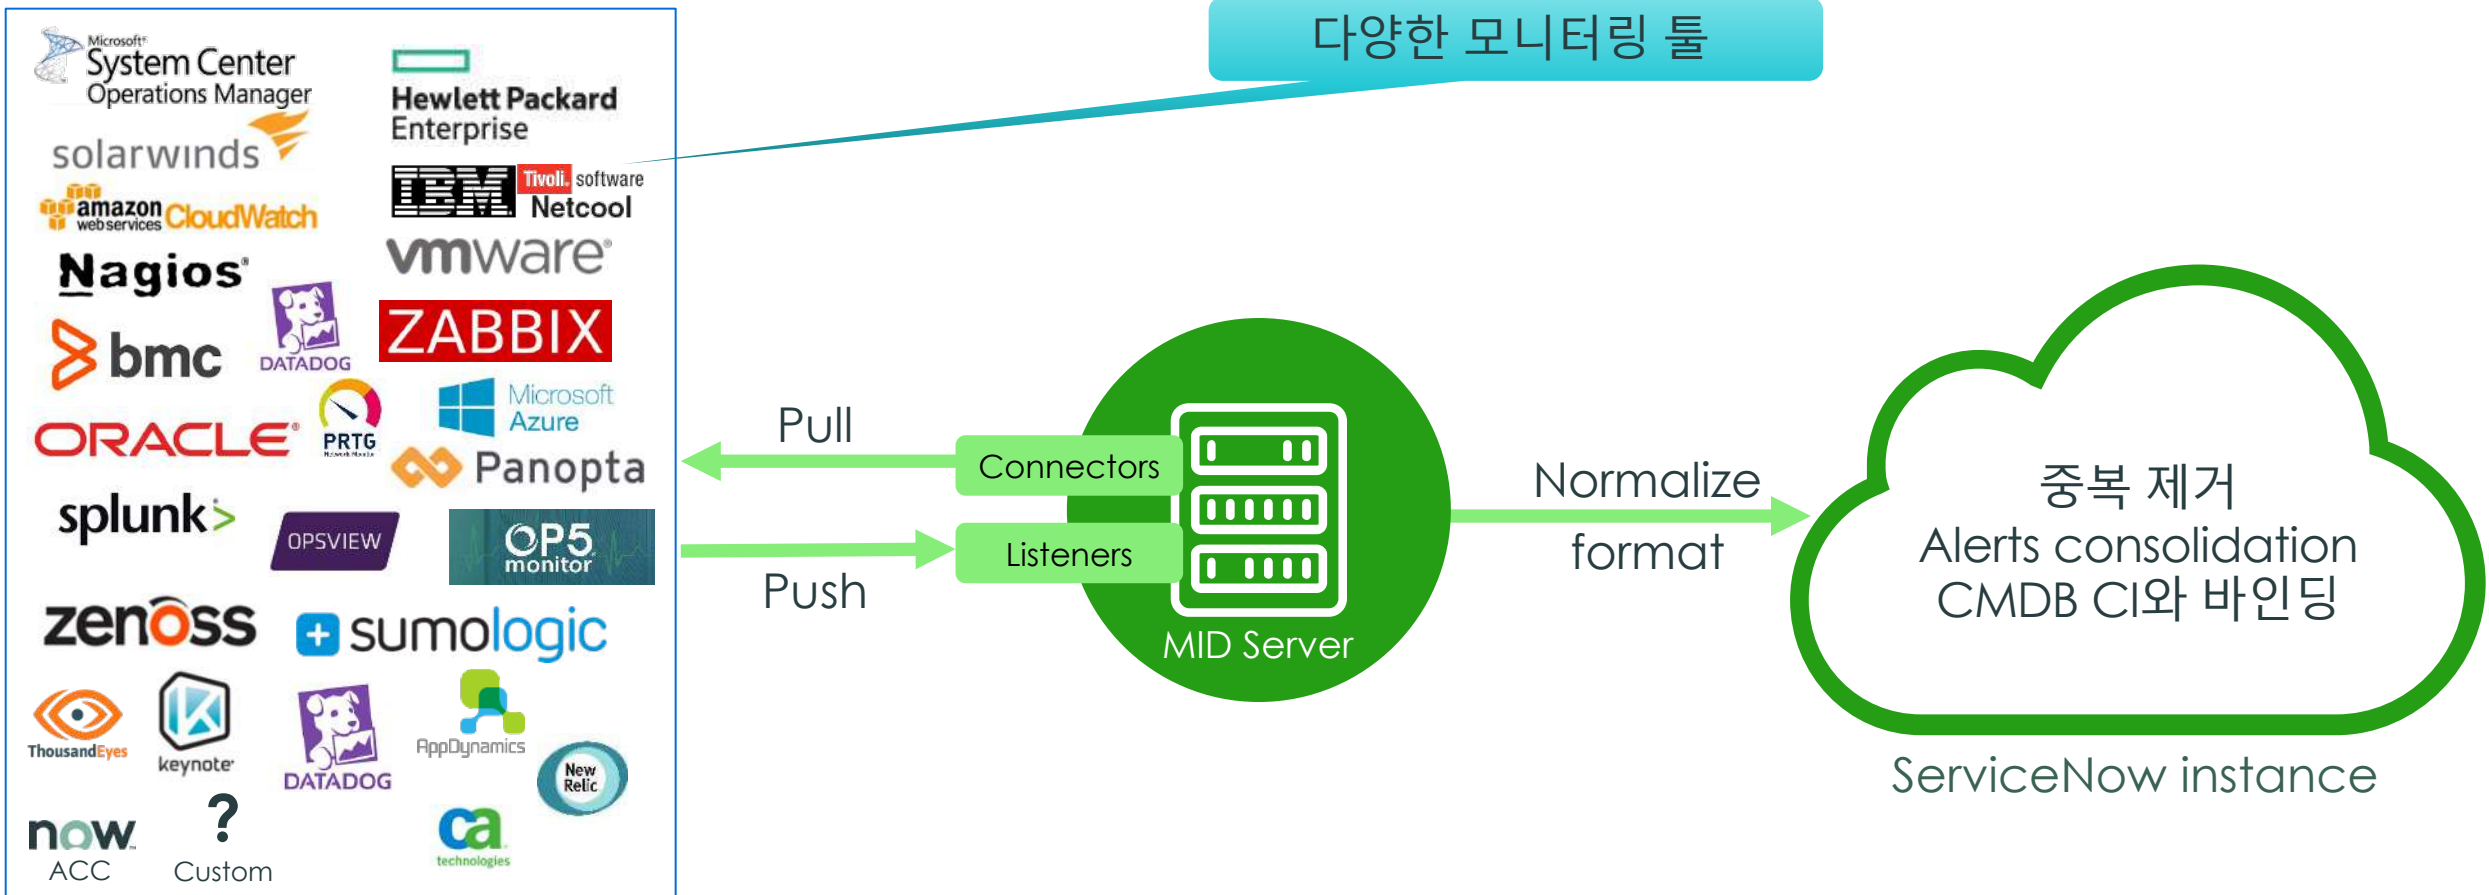 다양한 모니터링 툴
Microsoft®
System Center
Operations Manager
Hewlett Packard
Enterprise
solarwinds
IBM. Tivoli. software
Netcool
amazon
webservices CloudWatch
Nagios®
vmware®
DATADOG
ZABBIX
bmc
ORACLE®
PRTG
Network Monitor
Microsoft
Azure
Panopta
splunk>
OPSVIEW
OP5
monitor
zenoss
sumologic
ThousandEyes
keynote
DATADOG
AppDynamics
New
Relic
now
ACC
?
Custom
ca
technologies
Pull
Push
Connectors
Listeners
MID Server
Normalize
format
중복 제거
Alerts consolidation
CMDB CI와 바인딩
ServiceNow instance